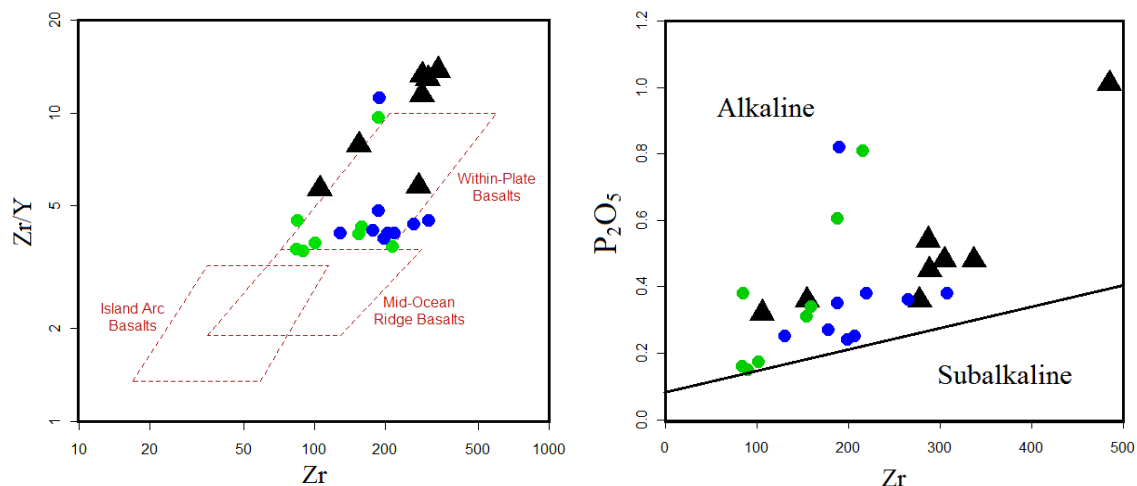 20
10
5
2
1
Zr/Y
Within-Plate
Basalts
Island Arc
Basalts
Mid-Ocean
Ridge Basalts
10 20 50 100 200 500 1000
Zr
1.2
1.0
0.8
0.6
0.4
0.2
0.0
P₂O₅
Alkaline
Subalkaline
0 100 200 300 400 500
Zr